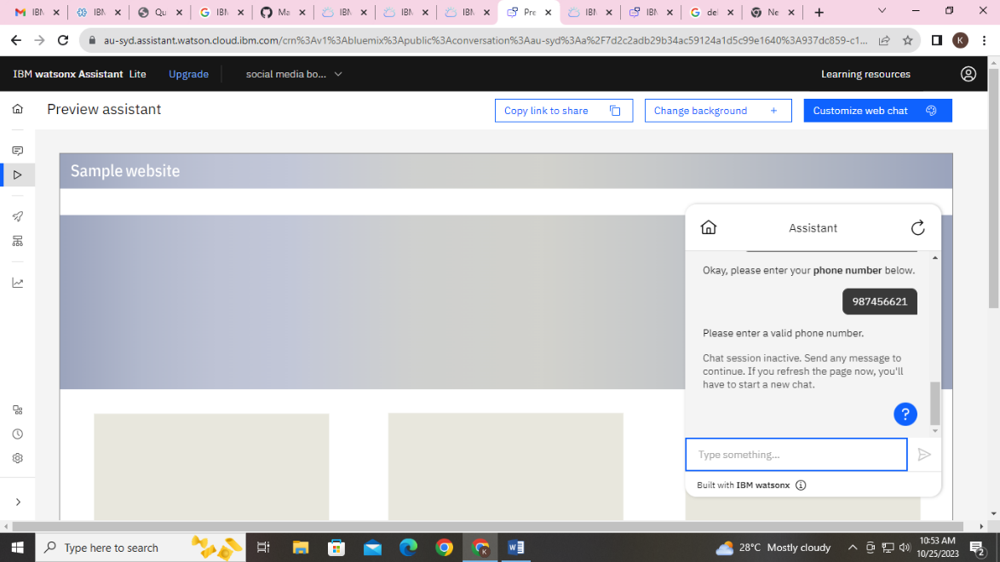 IBM
IBM
Qu
IBM
Ma
IBM
IBM
IBM
Pre
IBM
IBM
del
Ne
au-syd.assistant.watson.cloud.ibm.com/crn%3Av1%3Abluemix%3Apublic%3Aconversation%3Aau-syd%3Aa%2F7d2c2adb29b34ac59124a1d5c99e1640%3A937dc859-c1...
K
IBM watsonx Assistant Lite
Upgrade
social media bo...
Learning resources
Preview assistant
Copy link to share
Change background +
Customize web chat
Sample website
Assistant
Okay, please enter your phone number below.
987456621
Please enter a valid phone number.
Chat session inactive. Send any message to
continue. If you refresh the page now, you'll
have to start a new chat.
?
Type something...
Built with IBM watsonx
Type here to search
K
28°C Mostly cloudy
10:53 AM
10/25/2023
2